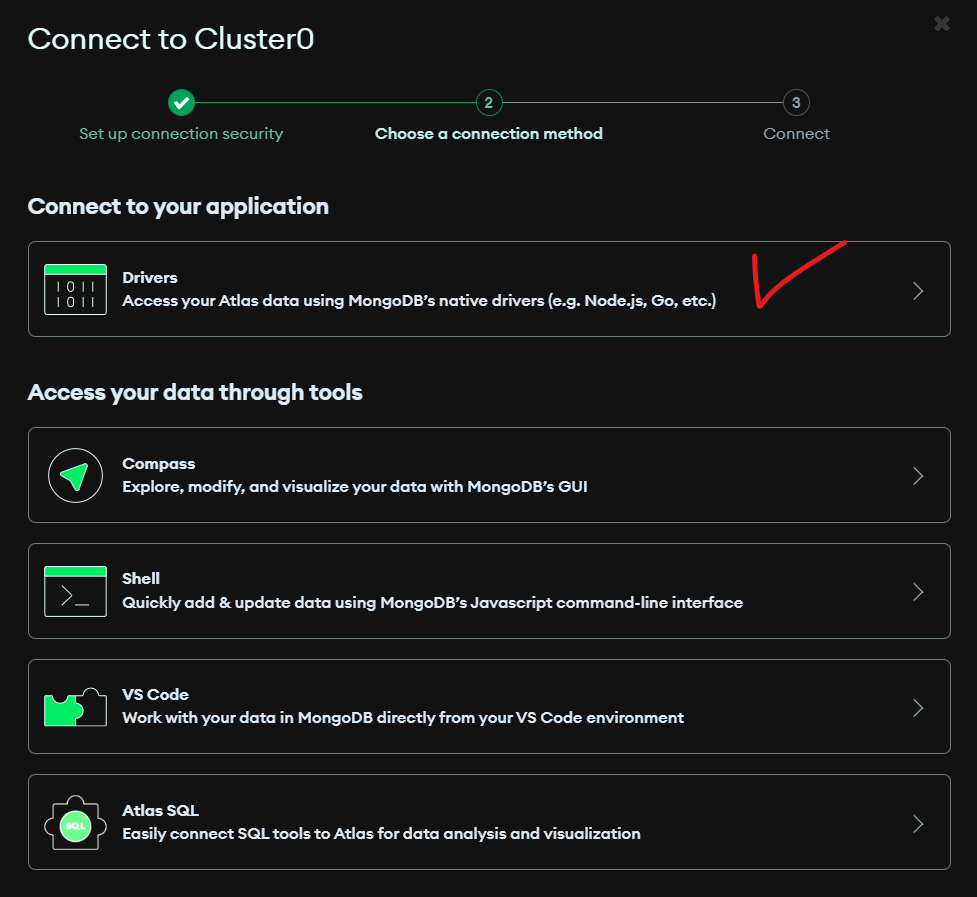 Connect to Cluster0
2
3
Set up connection security
Choose a connection method
Connect
Connect to your application
Drivers
Access your Atlas data using MongoDB's native drivers (e.g. Node.js, Go, etc.)
Access your data through tools
Compass
Explore, modify, and visualize your data with MongoDB's GUI
Shell
Quickly add & update data using MongoDB's Javascript command-line interface
VS Code
Work with your data in MongoDB directly from your VS Code environment
SQL
Atlas SQL
Easily connect SQL tools to Atlas for data analysis and visualization